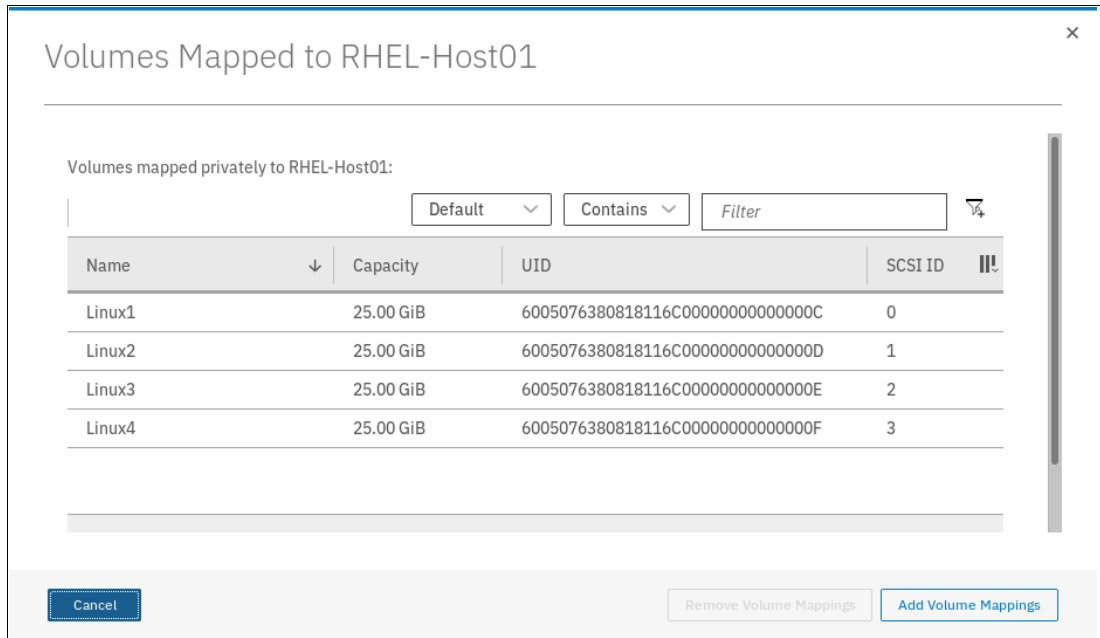 Volumes Mapped to RHEL-Host01
Volumes mapped privately to RHEL-Host01:
Default Contains Filter
Name Capacity UID SCSI ID
Linux1 25.00 GiB 6005076380818116C00000000000000C 0
Linux2 25.00 GiB 6005076380818116C00000000000000D 1
Linux3 25.00 GiB 6005076380818116C00000000000000E 2
Linux4 25.00 GiB 6005076380818116C00000000000000F 3
Cancel Remove Volume Mappings Add Volume Mappings